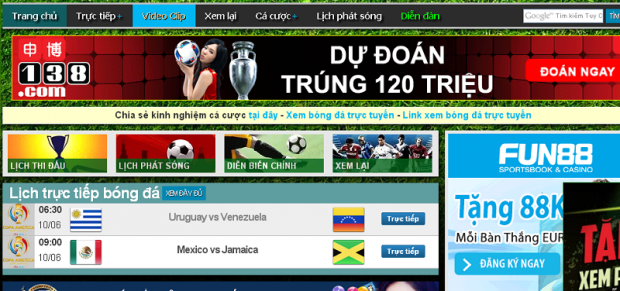 Trang chủ Trực tiếp+ Video Clip Xem lại Cá cược+ Lịch phát sóng Diễn đàn Google Tìm kiếm Tùy C TÌM
申博
138
.com
DỰ ĐOÁN
TRÚNG 120 TRIỆU
ĐOÁN NGAY
Chia sẻ kinh nghiệm cá cược tại đây - Xem bóng đá trực tuyến - Link xem bóng đá trực tuyến
LỊCH THI ĐẤU LỊCH PHÁT SÓNG DIỄN BIẾN CHÍNH XEM LẠI
FUN88
SPORTSBOOK & CASINO
Lịch trực tiếp bóng đá XEM ĐẦY ĐỦ
Tặng 88K
Mỗi Bàn Thắng EUR
ĐĂNG KÝ NGAY
06:30
10/06
Uruguay vs Venezuela Trực tiếp
09:00
10/06
Mexico vs Jamaica Trực tiếp
XEM